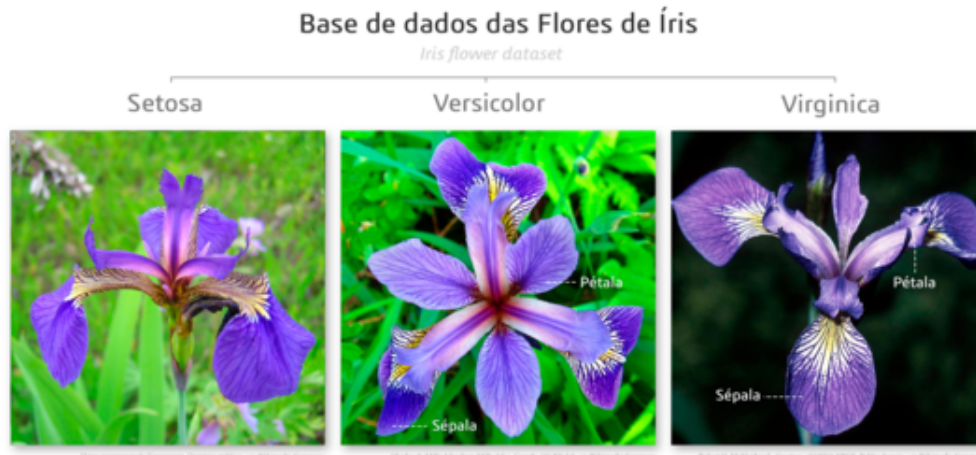 Base de dados das Flores de Íris
Iris flower dataset
Setosa
Versicolor
Virginica
Pétala
Sépala
Pétala
Sépala